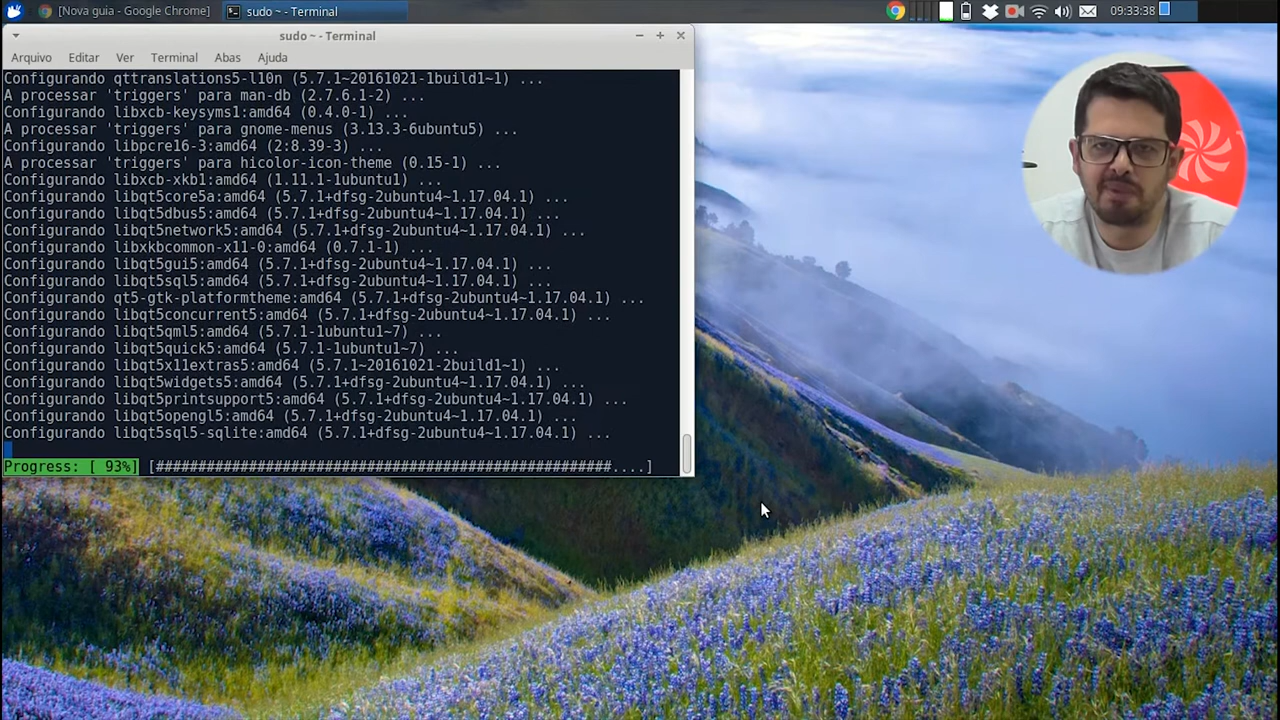 [Nova guia - Google Chrome]
sudo ~ - Terminal
09:33:38
sudo ~ - Terminal
Arquivo Editar Ver Terminal Abas Ajuda
Configurando qttranslations5-l10n (5.7.1~20161021-1build1~1) ...
A processar 'triggers' para man-db (2.7.6.1-2) ...
Configurando libxcb-keysyms1:amd64 (0.4.0-1) ...
A processar 'triggers' para gnome-menus (3.13.3-6ubuntu5) ...
Configurando libpcre16-3:amd64 (2:8.39-3) ...
A processar 'triggers' para hicolor-icon-theme (0.15-1) ...
Configurando libxcb-xkb1:amd64 (1.11.1-1ubuntu1) ...
Configurando libqt5core5a:amd64 (5.7.1+dfsg-2ubuntu4~1.17.04.1) ...
Configurando libqt5dbus5:amd64 (5.7.1+dfsg-2ubuntu4~1.17.04.1) ...
Configurando libqt5network5:amd64 (5.7.1+dfsg-2ubuntu4~1.17.04.1) ...
Configurando libxkbcommon-x11-0:amd64 (0.7.1-1) ...
Configurando libqt5gui5:amd64 (5.7.1+dfsg-2ubuntu4~1.17.04.1) ...
Configurando libqt5sql5:amd64 (5.7.1+dfsg-2ubuntu4~1.17.04.1) ...
Configurando qt5-gtk-platformtheme:amd64 (5.7.1+dfsg-2ubuntu4~1.17.04.1) ...
Configurando libqt5concurrent5:amd64 (5.7.1+dfsg-2ubuntu4~1.17.04.1) ...
Configurando libqt5qml5:amd64 (5.7.1-1ubuntu1~7) ...
Configurando libqt5quick5:amd64 (5.7.1-1ubuntu1~7) ...
Configurando libqt5x11extras5:amd64 (5.7.1~20161021-2build1~1) ...
Configurando libqt5widgets5:amd64 (5.7.1+dfsg-2ubuntu4~1.17.04.1) ...
Configurando libqt5printsupport5:amd64 (5.7.1+dfsg-2ubuntu4~1.17.04.1) ...
Configurando libqt5opengl5:amd64 (5.7.1+dfsg-2ubuntu4~1.17.04.1) ...
Configurando libqt5sql5-sqlite:amd64 (5.7.1+dfsg-2ubuntu4~1.17.04.1) ...
Progress: [ 93%] [######################################################....]